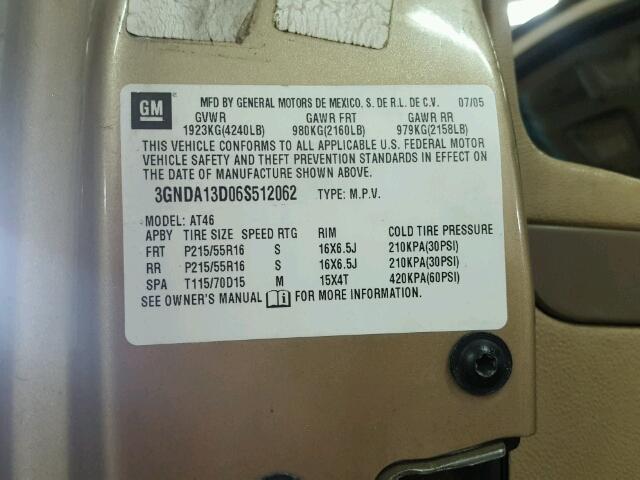 GM
MFD BY GENERAL MOTORS DE MEXICO, S. DE R.L. DE C.V. 07/05
GVWR GAWR FRT GAWR RR
1923KG(4240LB) 980KG(2160LB) 979KG(2158LB)
THIS VEHICLE CONFORMS TO ALL APPLICABLE U.S. FEDERAL MOTOR
VEHICLE SAFETY AND THEFT PREVENTION STANDARDS IN EFFECT ON
THE DATE OF MANUFACTURE SHOWN ABOVE.
3GNDA13D06S512062 TYPE: M.P.V.
MODEL: AT46
APBY TIRE SIZE SPEED RTG RIM COLD TIRE PRESSURE
FRT P215/55R16 S 16X6.5J 210KPA(30PSI)
RR P215/55R16 S 16X6.5J 210KPA(30PSI)
SPA T115/70D15 M 15X4T 420KPA(60PSI)
SEE OWNER'S MANUAL FOR MORE INFORMATION.